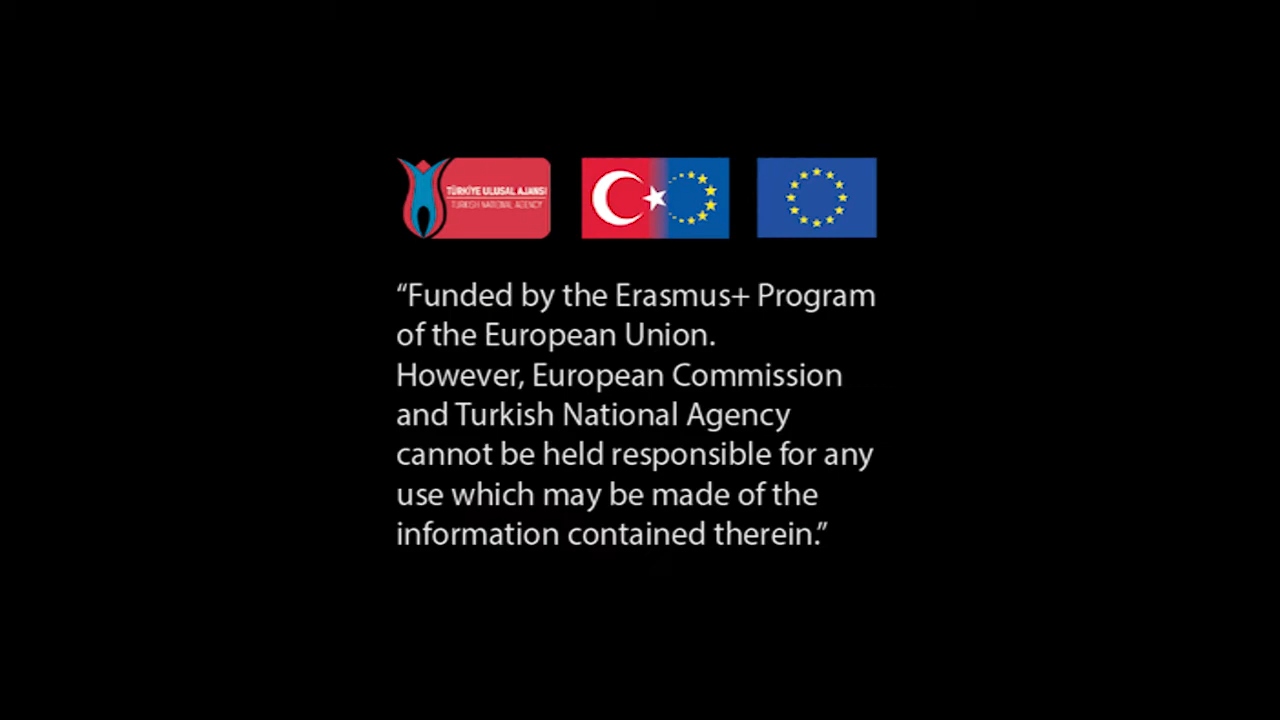 TÜRKİYE ULUSAL AJANSI
TURKISH NATIONAL AGENCY
“Funded by the Erasmus+ Program
of the European Union.
However, European Commission
and Turkish National Agency
cannot be held responsible for any
use which may be made of the
information contained therein.”